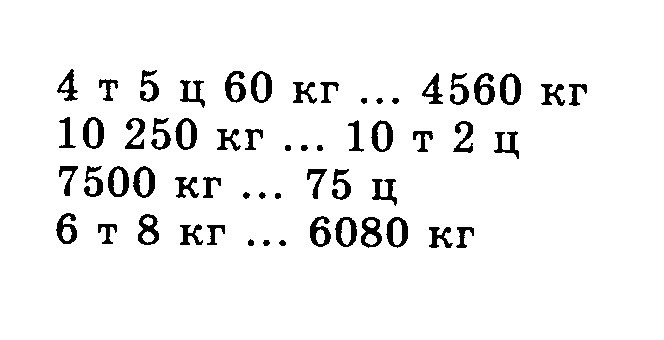 4 т 5 ц 60 кг ... 4560 кг
10 250 кг ... 10 т 2 ц
7500 кг ... 75 ц
6 т 8 кг ... 6080 кг